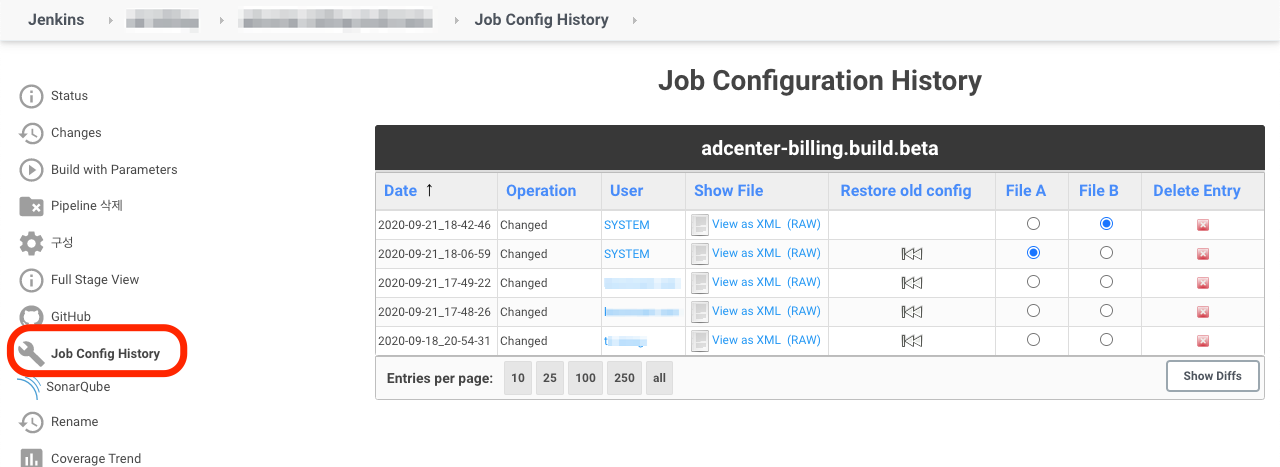 Jenkins Job Config History
Status
Changes
Build with Parameters
Pipeline 삭제
구성
Full Stage View
GitHub
Job Config History
SonarQube
Rename
Coverage Trend
Job Configuration History
adcenter-billing.build.beta
Date ↑ Operation User Show File Restore old config File A File B Delete Entry
2020-09-21_18-42-46 Changed SYSTEM View as XML (RAW)
2020-09-21_18-06-59 Changed SYSTEM View as XML (RAW)
2020-09-21_17-49-22 Changed View as XML (RAW)
2020-09-21_17-48-26 Changed View as XML (RAW)
2020-09-18_20-54-31 Changed View as XML (RAW)
Entries per page: 10 25 100 250 all Show Diffs